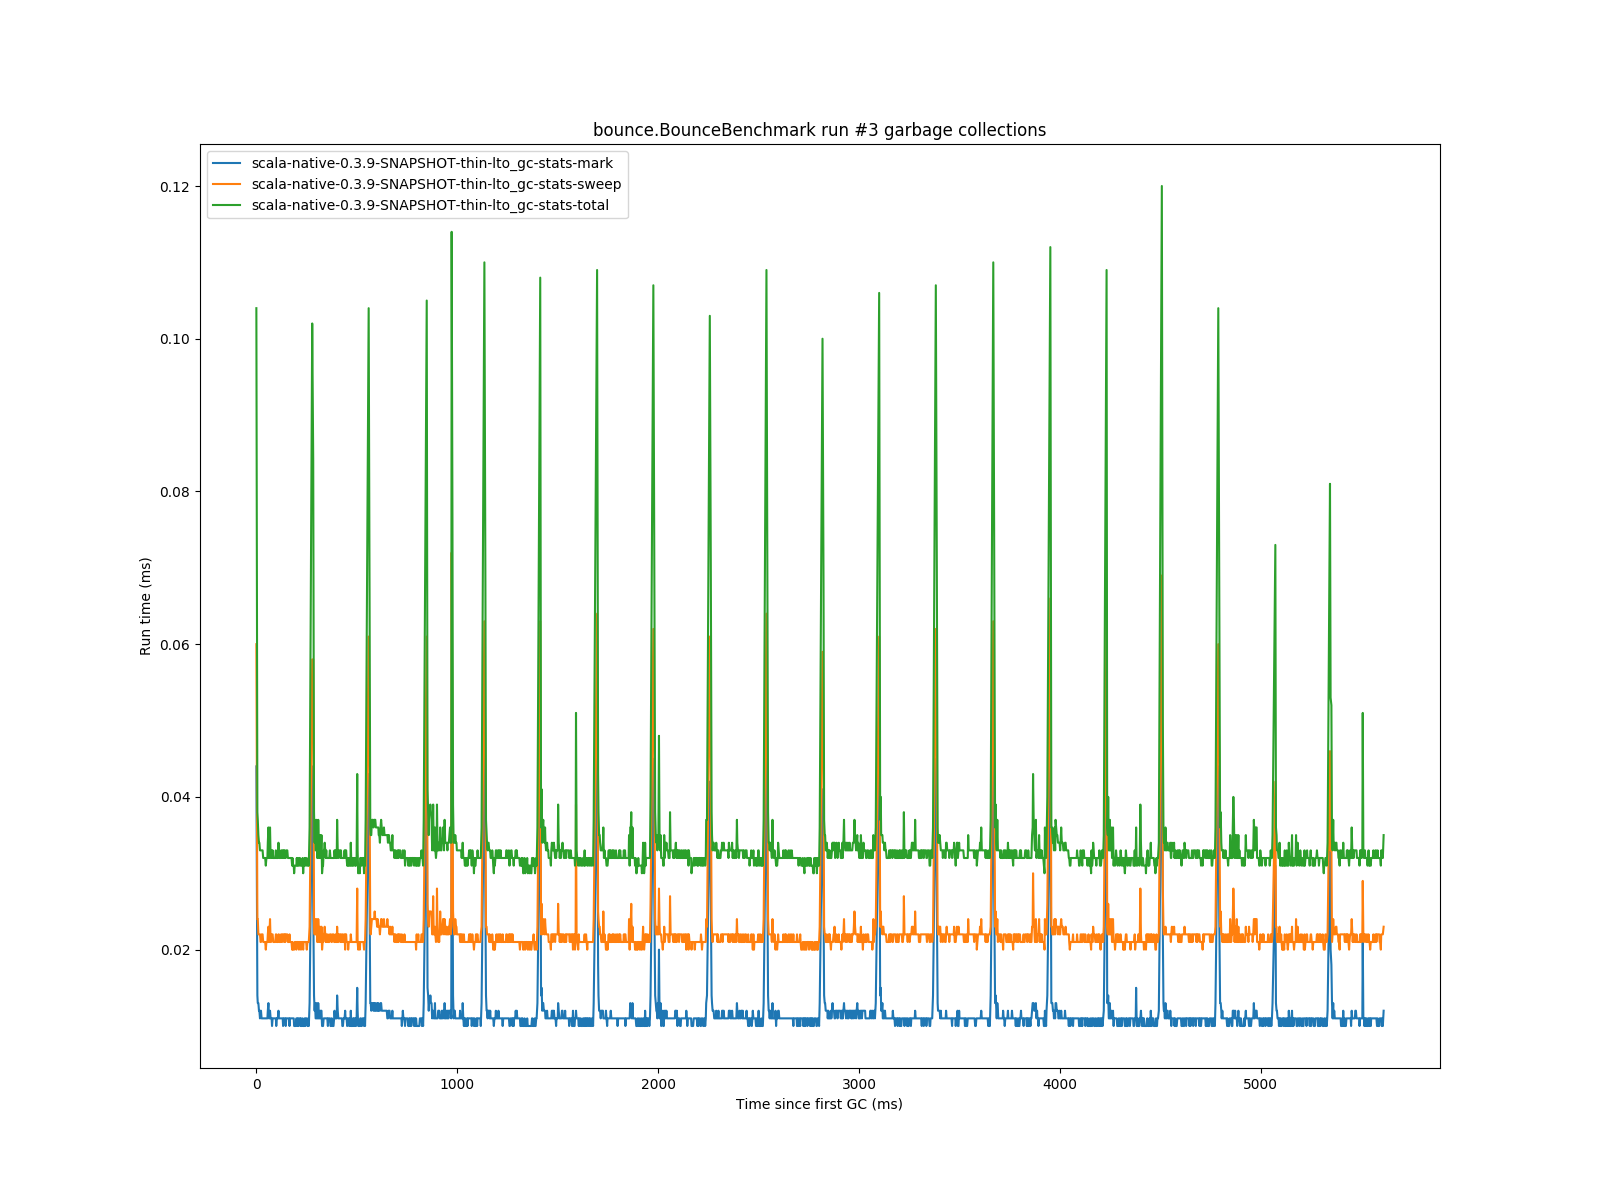 bounce.BounceBenchmark run #3 garbage collections
scala-native-0.3.9-SNAPSHOT-thin-lto_gc-stats-mark
scala-native-0.3.9-SNAPSHOT-thin-lto_gc-stats-sweep
scala-native-0.3.9-SNAPSHOT-thin-lto_gc-stats-total
0.12
0.10
0.08
0.06
0.04
0.02
Run time (ms)
0 1000 2000 3000 4000 5000
Time since first GC (ms)